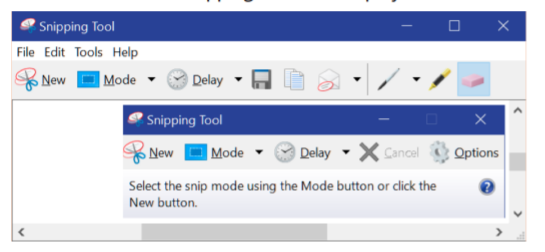 Snipping Tool
File Edit Tools Help
New Mode Delay
Snipping Tool
New Mode Delay Cancel Options
Select the snip mode using the Mode button or click the
New button.